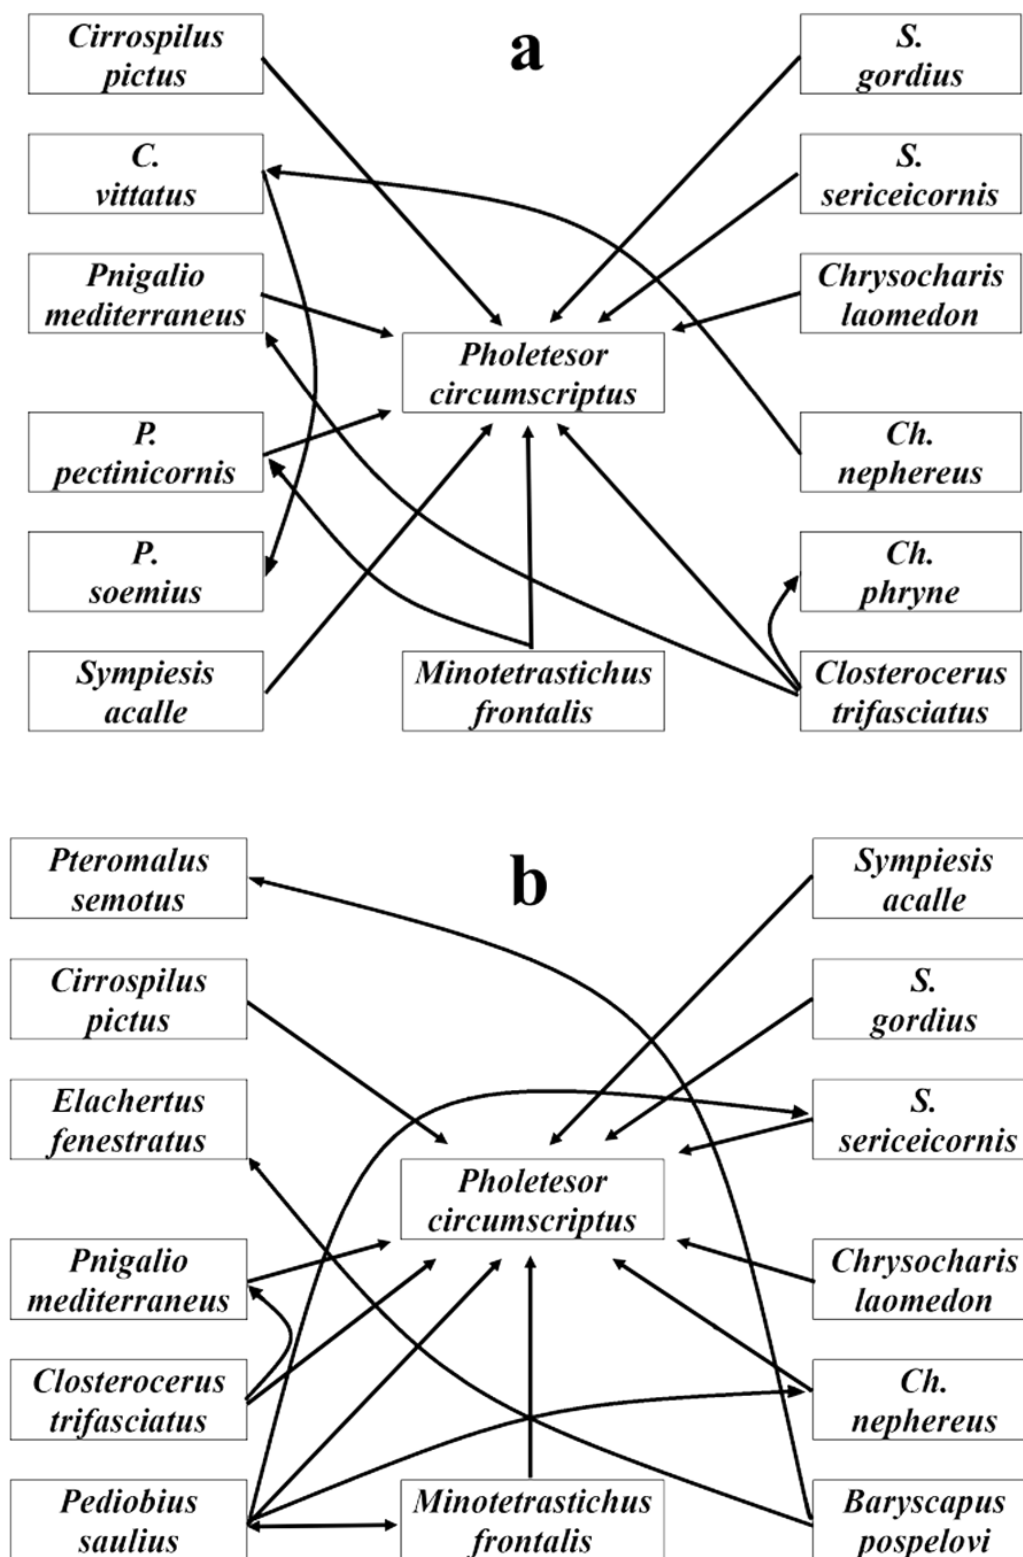 a
Cirrospilus
pictus
C.
vittatus
Pnigalio
mediterraneus
P.
pectinicornis
P.
soemius
Sympiesis
acalle
Pholetesor
circumscriptus
Minotetrastichus
frontalis
S.
gordius
S.
sericeicornis
Chrysocharis
laomedon
Ch.
nephereus
Ch.
phryne
Closterocerus
trifasciatus
b
Pteromalus
semotus
Cirrospilus
pictus
Elachertus
fenestratus
Pnigalio
mediterraneus
Closterocerus
trifasciatus
Pediobius
saulius
Pholetesor
circumscriptus
Minotetrastichus
frontalis
Sympiesis
acalle
S.
gordius
S.
sericeicornis
Chrysocharis
laomedon
Ch.
nephereus
Baryscapus
pospelovi